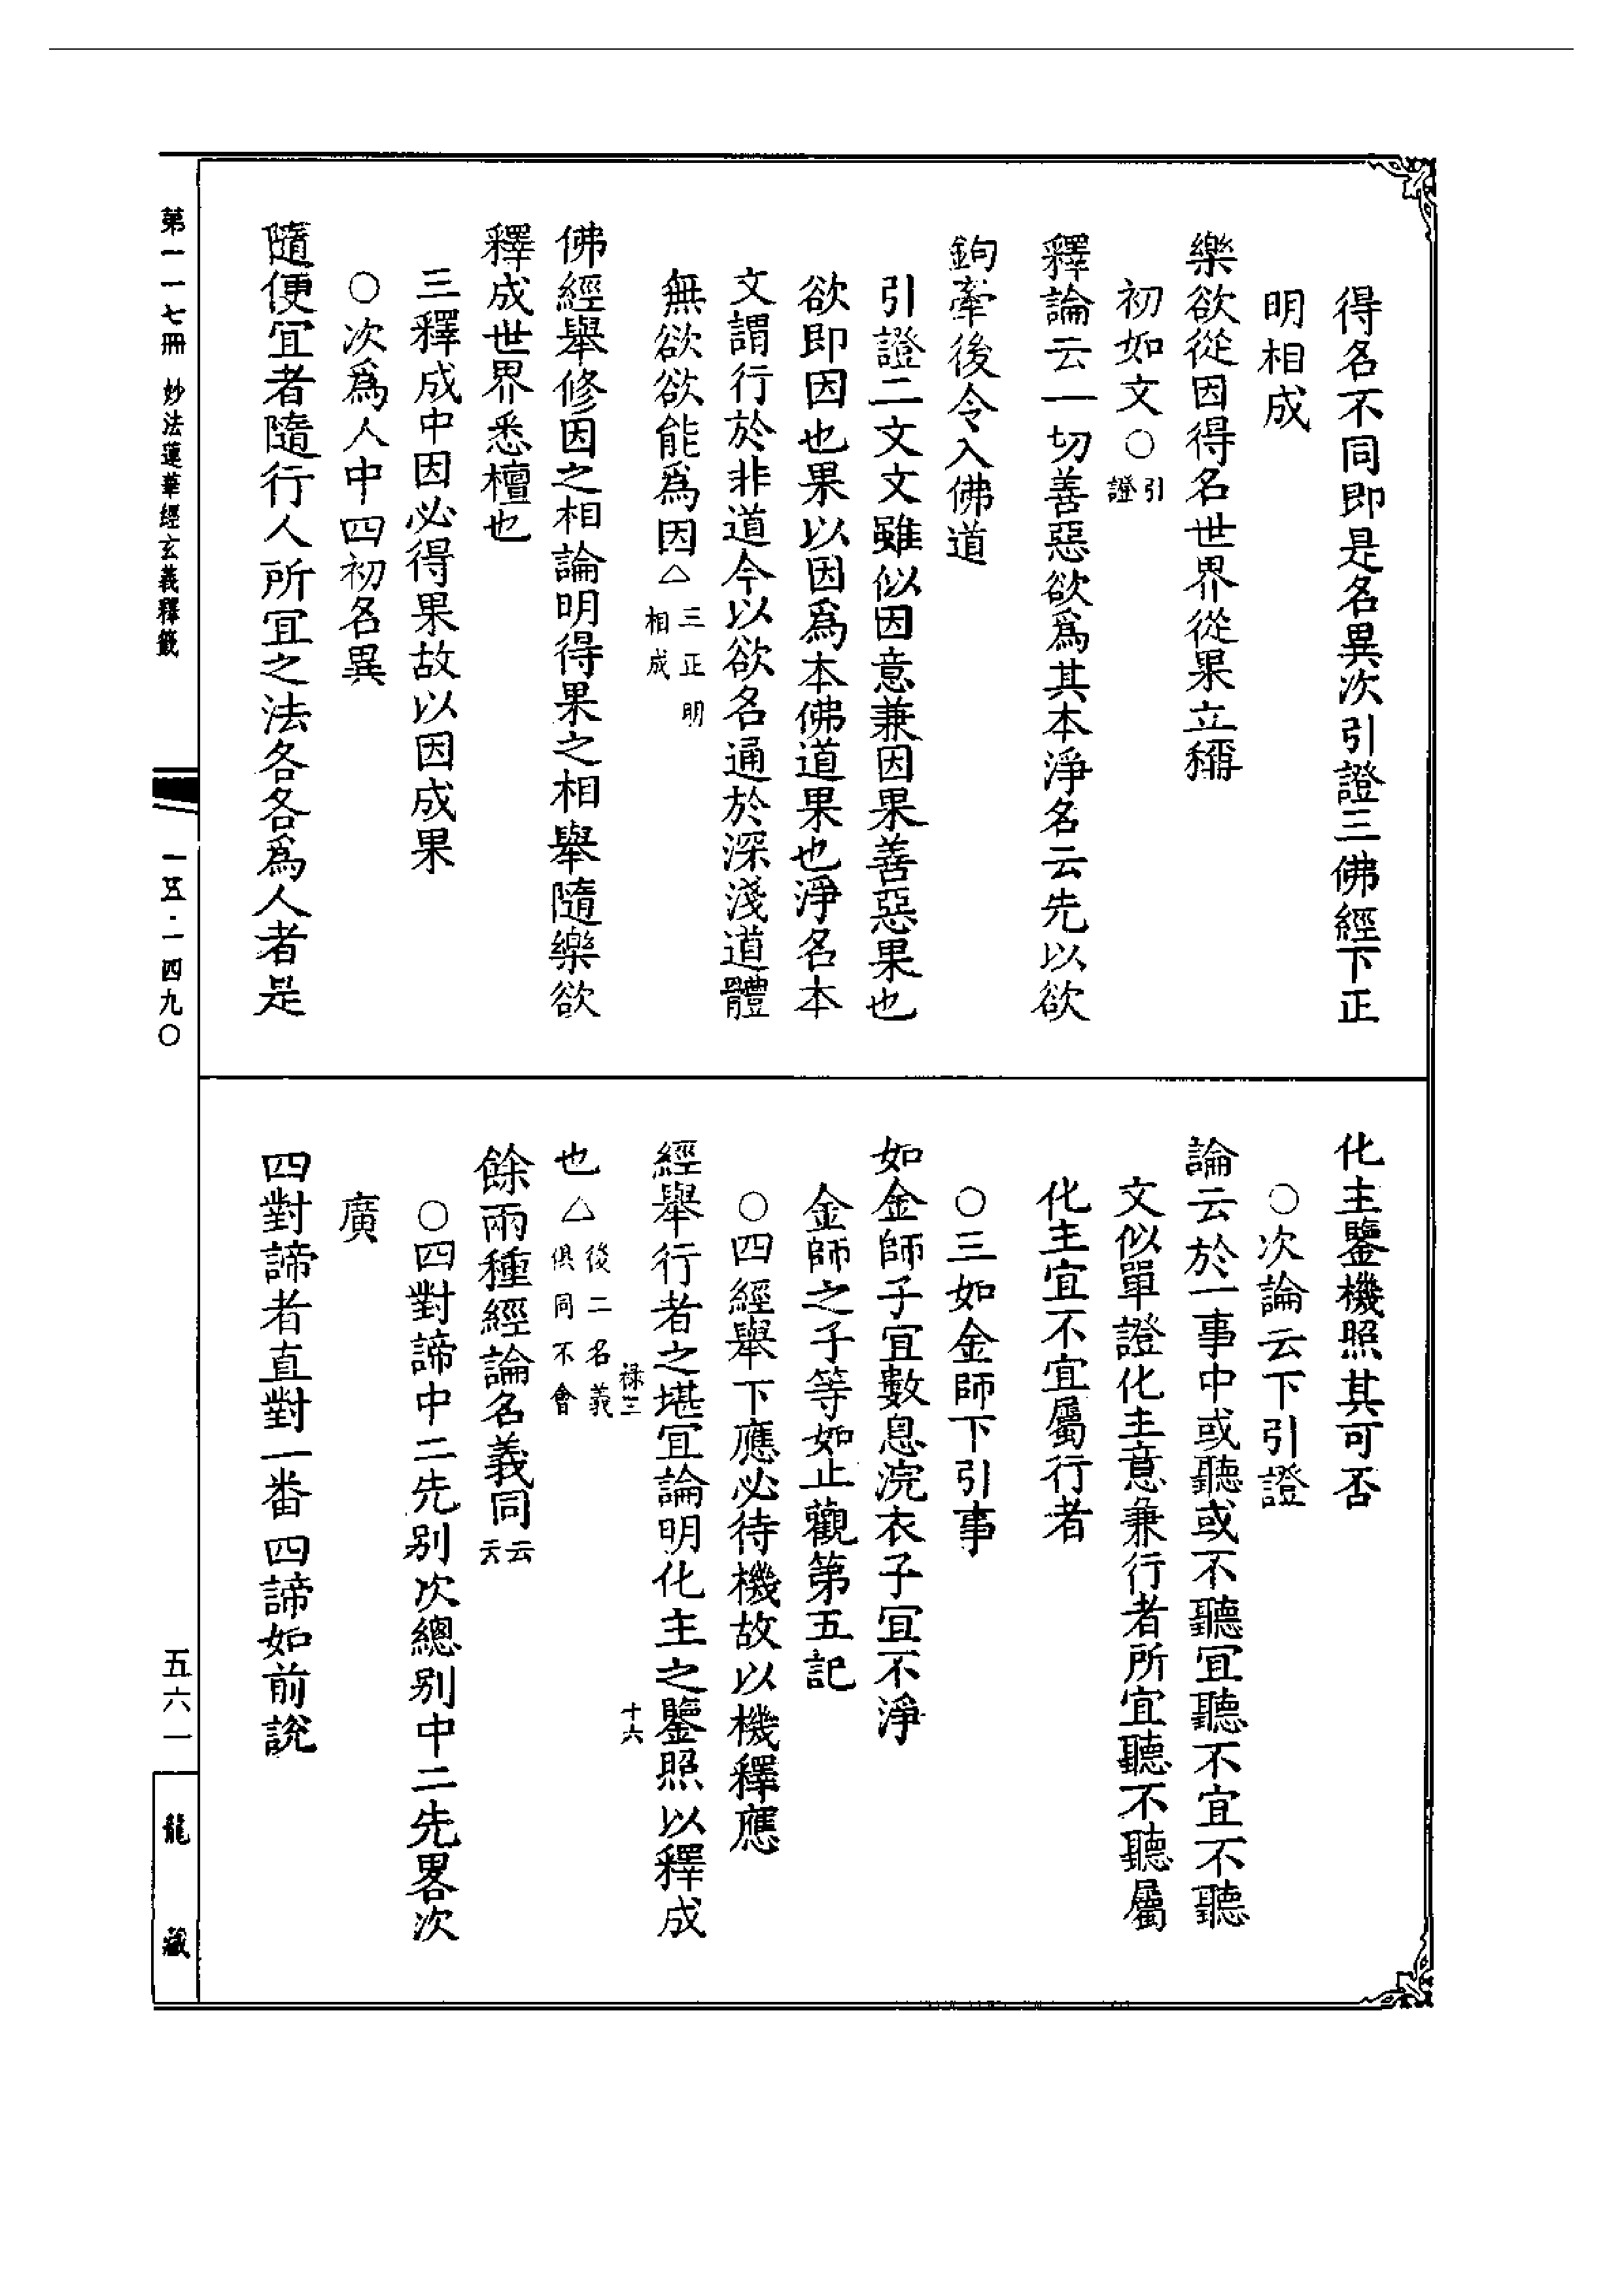 得名不同即是名異次引證三佛經下正
明相成
樂欲從因得名世界從果立稱
初如文○引證
釋論云一切善惡欲爲其本淨名云先以欲
鉤牽後令入佛道
引證二文文雖似因意兼因果善惡果也
欲即因也果以因爲本佛道果也淨名本
文謂行於非道今以欲名通於深淺道體
無欲欲能爲因△三正明相成
佛經舉修因之相論明得果之相舉隨樂欲
釋成世界悉檀也
三釋成中因必得果故以因成果
○次爲人中四初名異
隨便宜者隨行人所宜之法各各爲人者是
化主鑒機照其可否
○次論云下引證
論云於一事中或聽或不聽宜聽不宜不聽
文似單證化主意兼行者所宜聽不聽屬
化主宜不宜屬行者
○三如金師下引事
如金師子宜數息浣衣子宜不淨
金師之子等如止觀第五記
○四經舉下應必待機故以機釋應
經舉行者之堪宜論明化主之鑒照以釋成
祿三
十六
也△後二名義俱同不會
餘兩種經論名義同云云
○四對諦中二先別次總別中二先畧次
廣
四對諦者直對一番四諦如前說
第一一七冊 妙法蓮華經玄義釋籤
一五·一四九○
五六一
龍藏